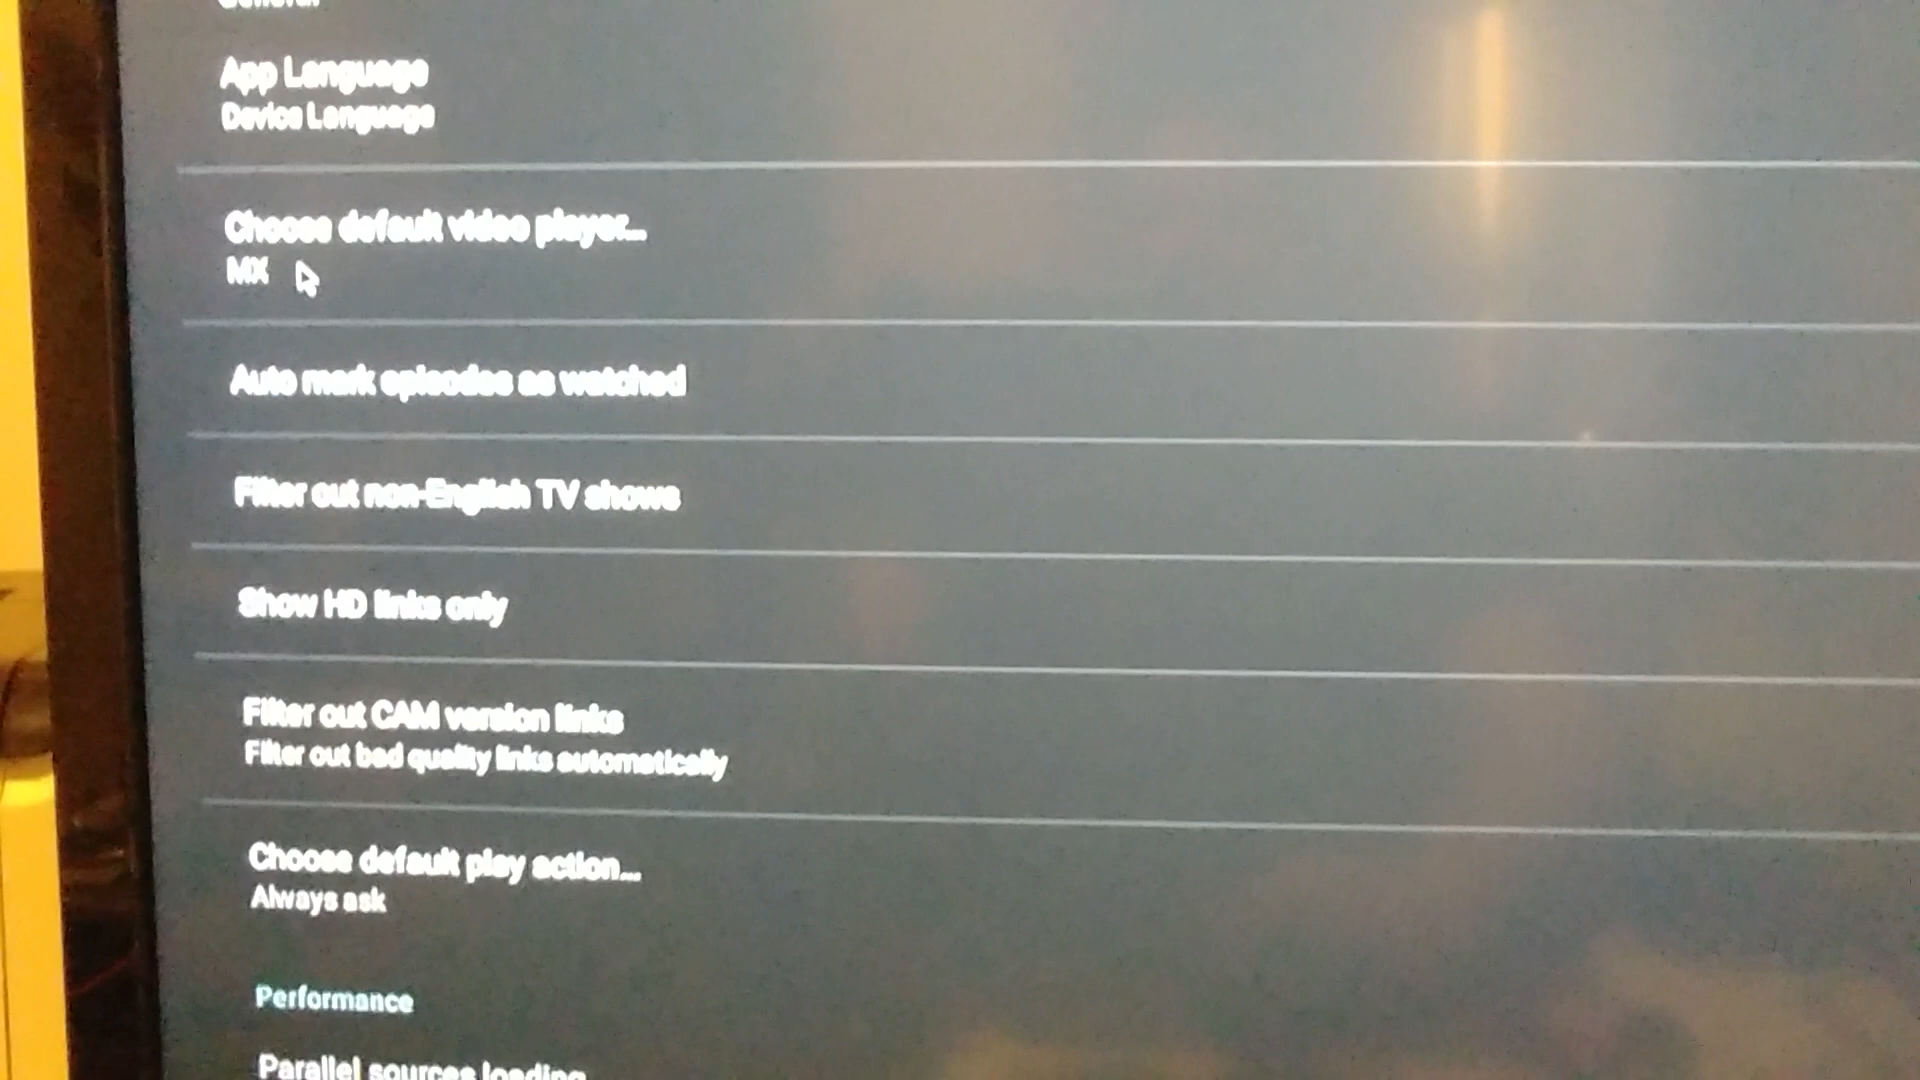 General
App Language
Device Language
Choose default video player...
MX
Auto mark episodes as watched
Filter out non-English TV shows
Show HD links only
Filter out CAM version links
Filter out bad quality links automatically
Choose default play action...
Always ask
Performance
Parallel sources loading